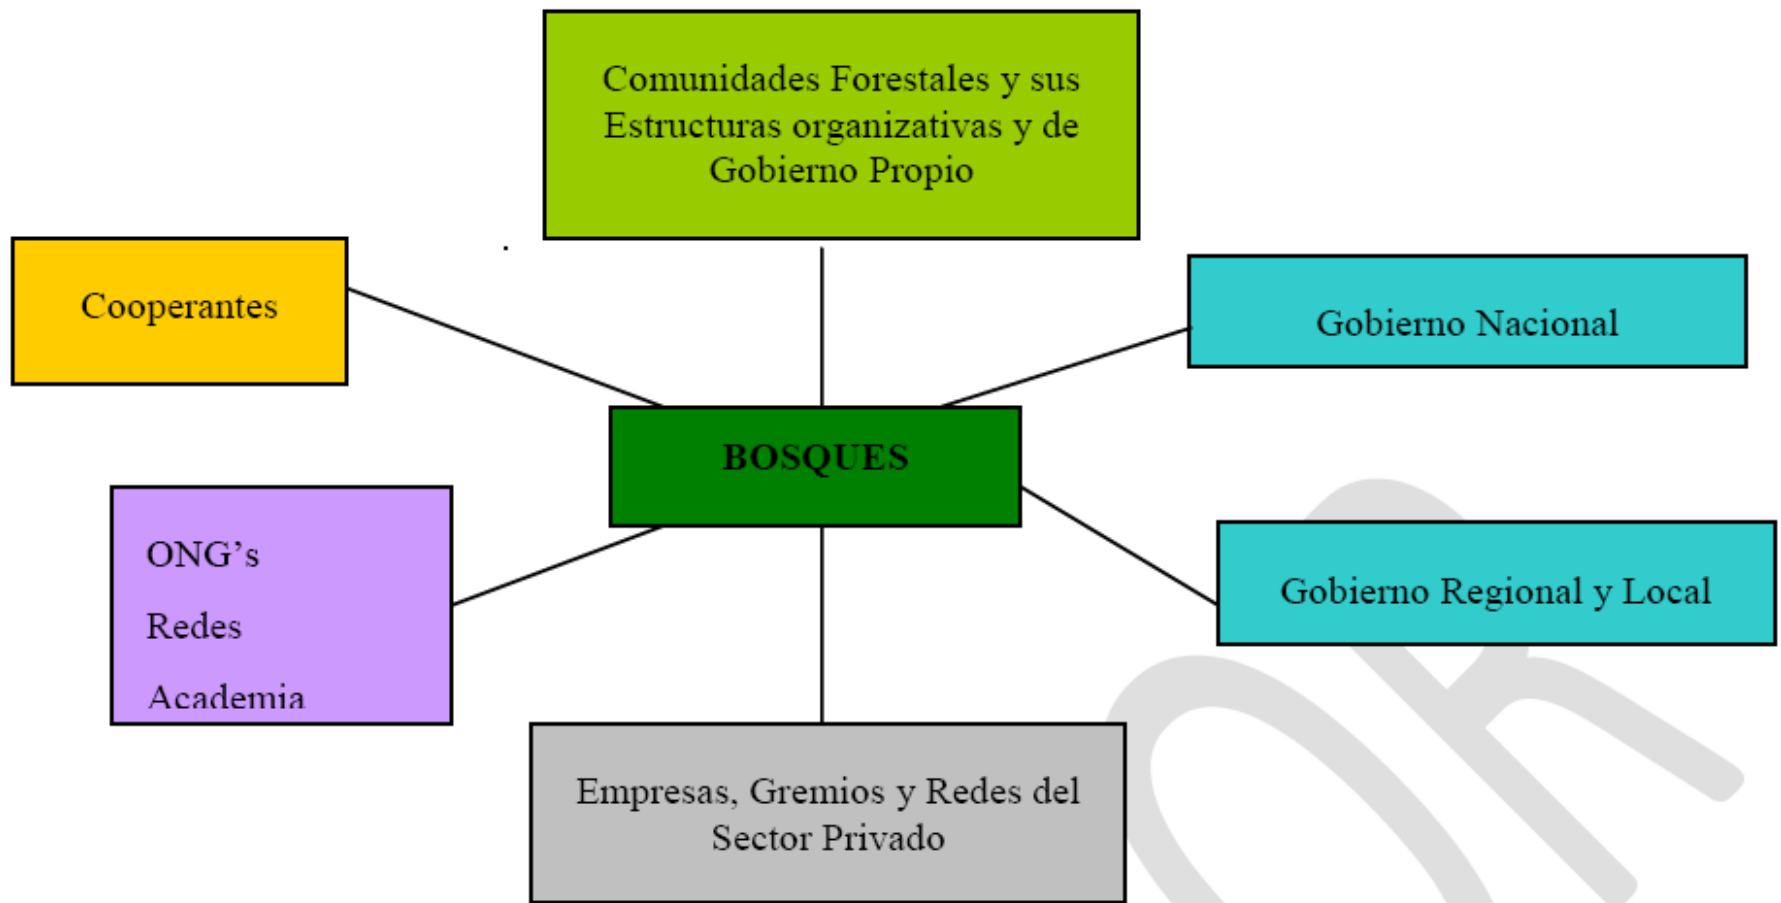 Comunidades Forestales y sus
Estructuras organizativas y de
Gobierno Propio
Cooperantes
Gobierno Nacional
BOSQUES
ONG’s
Redes
Academia
Gobierno Regional y Local
Empresas, Gremios y Redes del
Sector Privado
OR